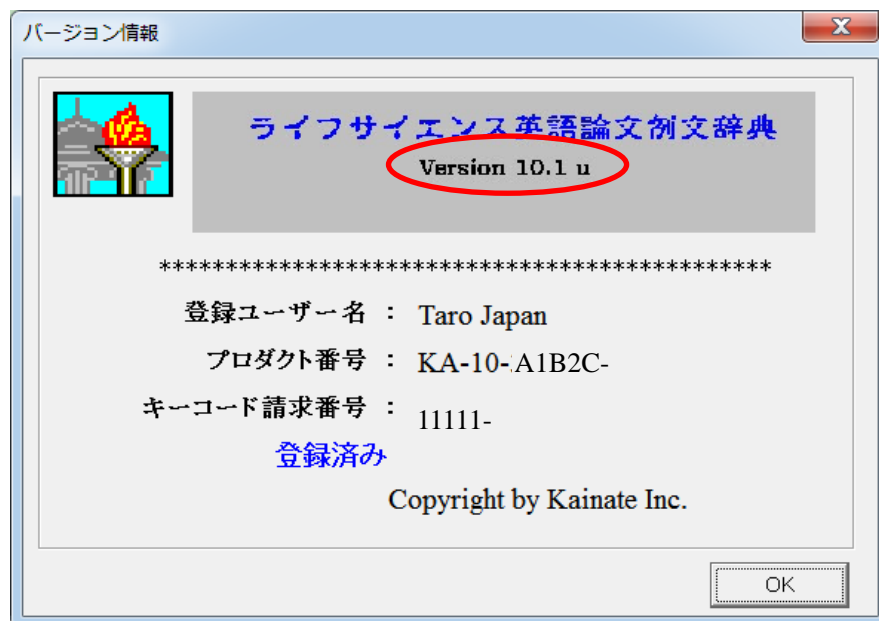 バージョン情報
ライフサイエンス英語論文例文辞典
Version 10.1 u
**********************************************
登録ユーザー名 : Taro Japan
プロダクト番号 : KA-10-A1B2C-
キーコード請求番号 : 11111-
登録済み
Copyright by Kainate Inc.
OK